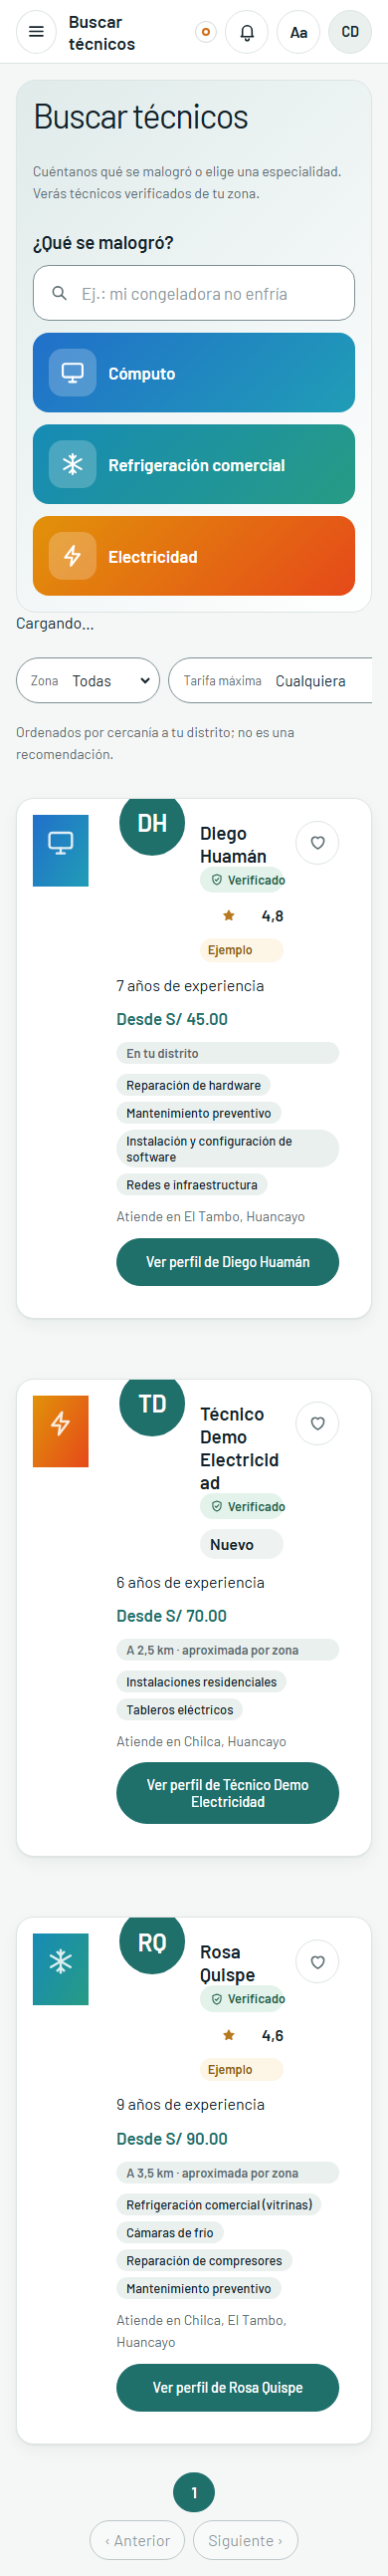 Buscar
técnicos
Aa
CD
Buscar técnicos
Cuéntanos qué se malogró o elige una especialidad.
Verás técnicos verificados de tu zona.
¿Qué se malogró?
Ej.: mi congeladora no enfría
Cómputo
Refrigeración comercial
Electricidad
Cargando...
Zona Todas
Tarifa máxima Cualquiera
Ordenados por cercanía a tu distrito; no es una
recomendación.
DH
Diego
Huamán
Verificado
4,8
Ejemplo
7 años de experiencia
Desde S/ 45.00
En tu distrito
Reparación de hardware
Mantenimiento preventivo
Instalación y configuración de
software
Redes e infraestructura
Atiende en El Tambo, Huancayo
Ver perfil de Diego Huamán
TD
Técnico
Demo
Electricid
ad
Verificado
Nuevo
6 años de experiencia
Desde S/ 70.00
A 2,5 km · aproximada por zona
Instalaciones residenciales
Tableros eléctricos
Atiende en Chilca, Huancayo
Ver perfil de Técnico Demo
Electricidad
RQ
Rosa
Quispe
Verificado
4,6
Ejemplo
9 años de experiencia
Desde S/ 90.00
A 3,5 km · aproximada por zona
Refrigeración comercial (vitrinas)
Cámaras de frío
Reparación de compresores
Mantenimiento preventivo
Atiende en Chilca, El Tambo,
Huancayo
Ver perfil de Rosa Quispe
1
‹ Anterior
Siguiente ›